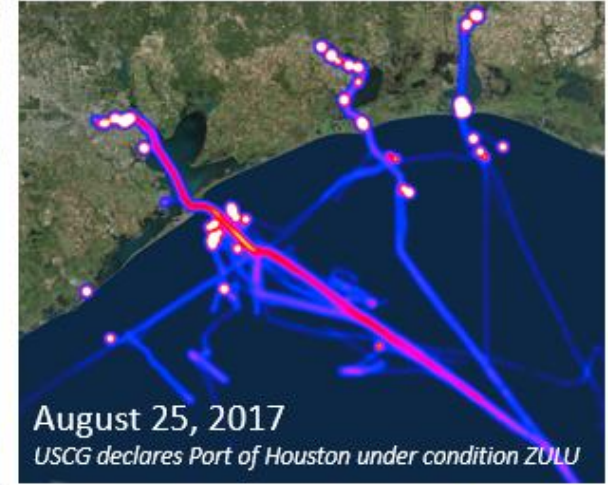 August 25, 2017
USCG declares Port of Houston under condition ZULU